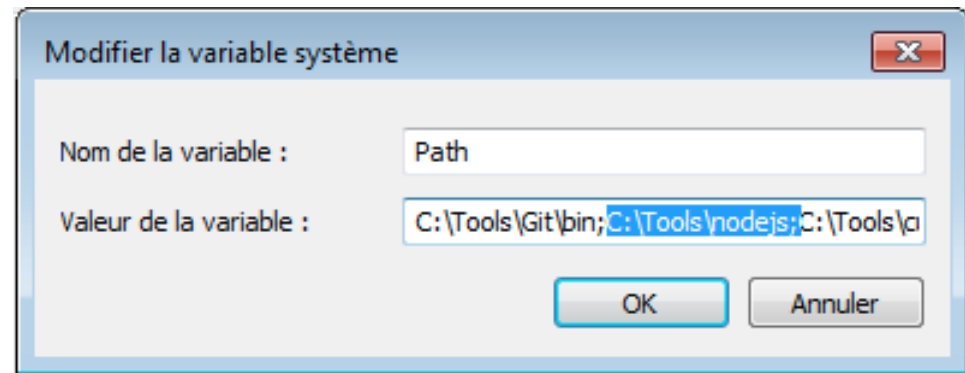 Modifier la variable système
Nom de la variable : Path
Valeur de la variable : C:\Tools\Git\bin;C:\Tools\nodejs;C:\Tools\
OK Annuler